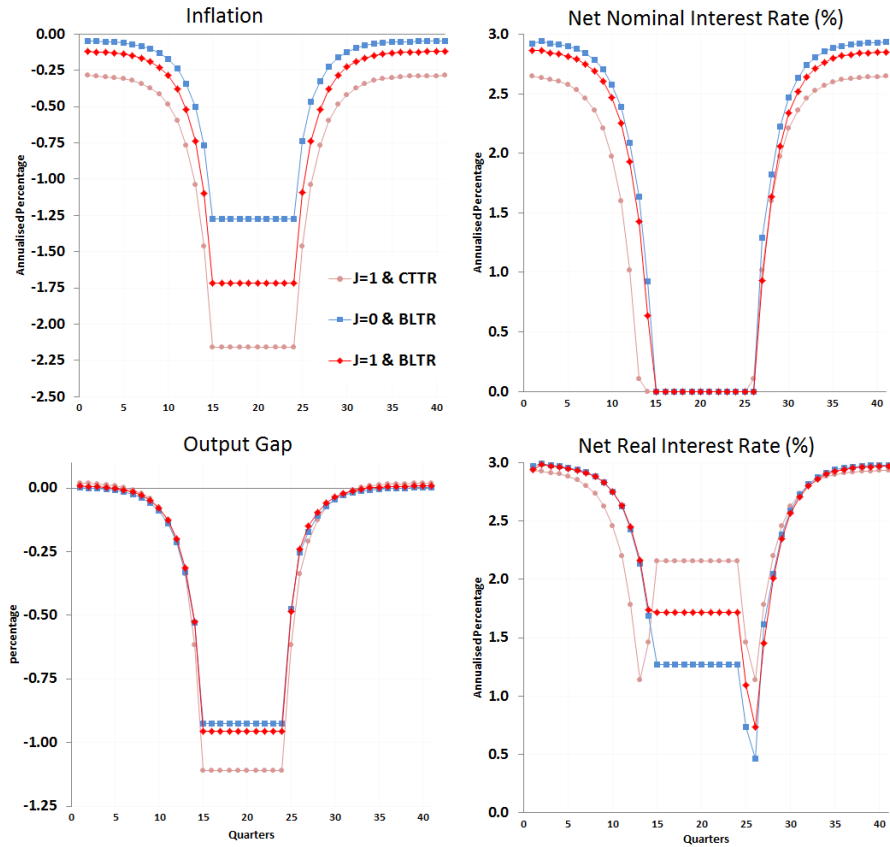 Inflation
Annualised Percentage
0.00
-0.25
-0.50
-0.75
-1.00
-1.25
-1.50
-1.75
-2.00
-2.25
-2.50
J=1 & CTTR
J=0 & BLTR
J=1 & BLTR
0 5 10 15 20 25 30 35 40
Net Nominal Interest Rate (%)
Annualised Percentage
3.0
2.5
2.0
1.5
1.0
0.5
0.0
0 5 10 15 20 25 30 35 40
Output Gap
percentage
0.00
-0.25
-0.50
-0.75
-1.00
-1.25
0 5 10 15 20 25 30 35 40
Quarters
Net Real Interest Rate (%)
Annualised Percentage
3.0
2.5
2.0
1.5
1.0
0.5
0.0
0 5 10 15 20 25 30 35 40
Quarters